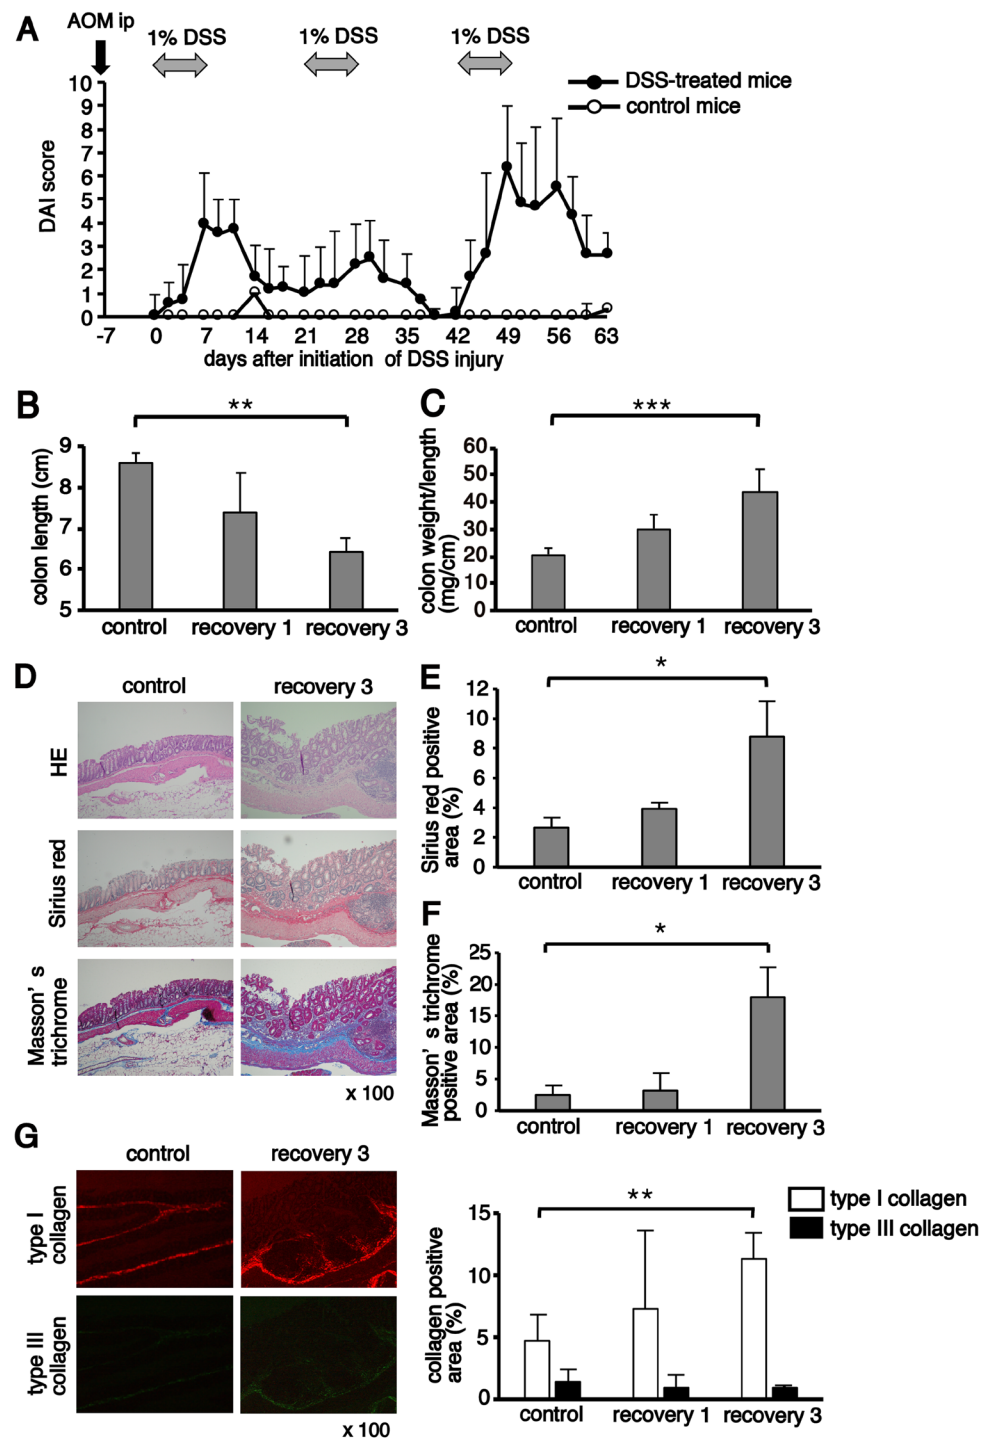 A
AOM ip
1% DSS
1% DSS
1% DSS
DSS-treated mice
control mice
DAI score
10
9
8
7
6
5
4
3
2
1
0
-7 0 7 14 21 28 35 42 49 56 63
days after initiation of DSS injury
B
**
colon length (cm)
9
8
7
6
5
control recovery 1 recovery 3
C
***
colon weight/length
(mg/cm)
60
50
40
30
20
10
0
control recovery 1 recovery 3
D
control recovery 3
HE
Sirius red
Masson's
trichrome
x 100
E
*
Sirius red positive
area (%)
12
10
8
6
4
2
0
control recovery 1 recovery 3
F
*
Masson's trichrome
positive area (%)
25
20
15
10
5
0
control recovery 1 recovery 3
G
control recovery 3
type I
collagen
type III
collagen
x 100
**
type I collagen
type III collagen
collagen positive
area (%)
15
10
5
0
control recovery 1 recovery 3